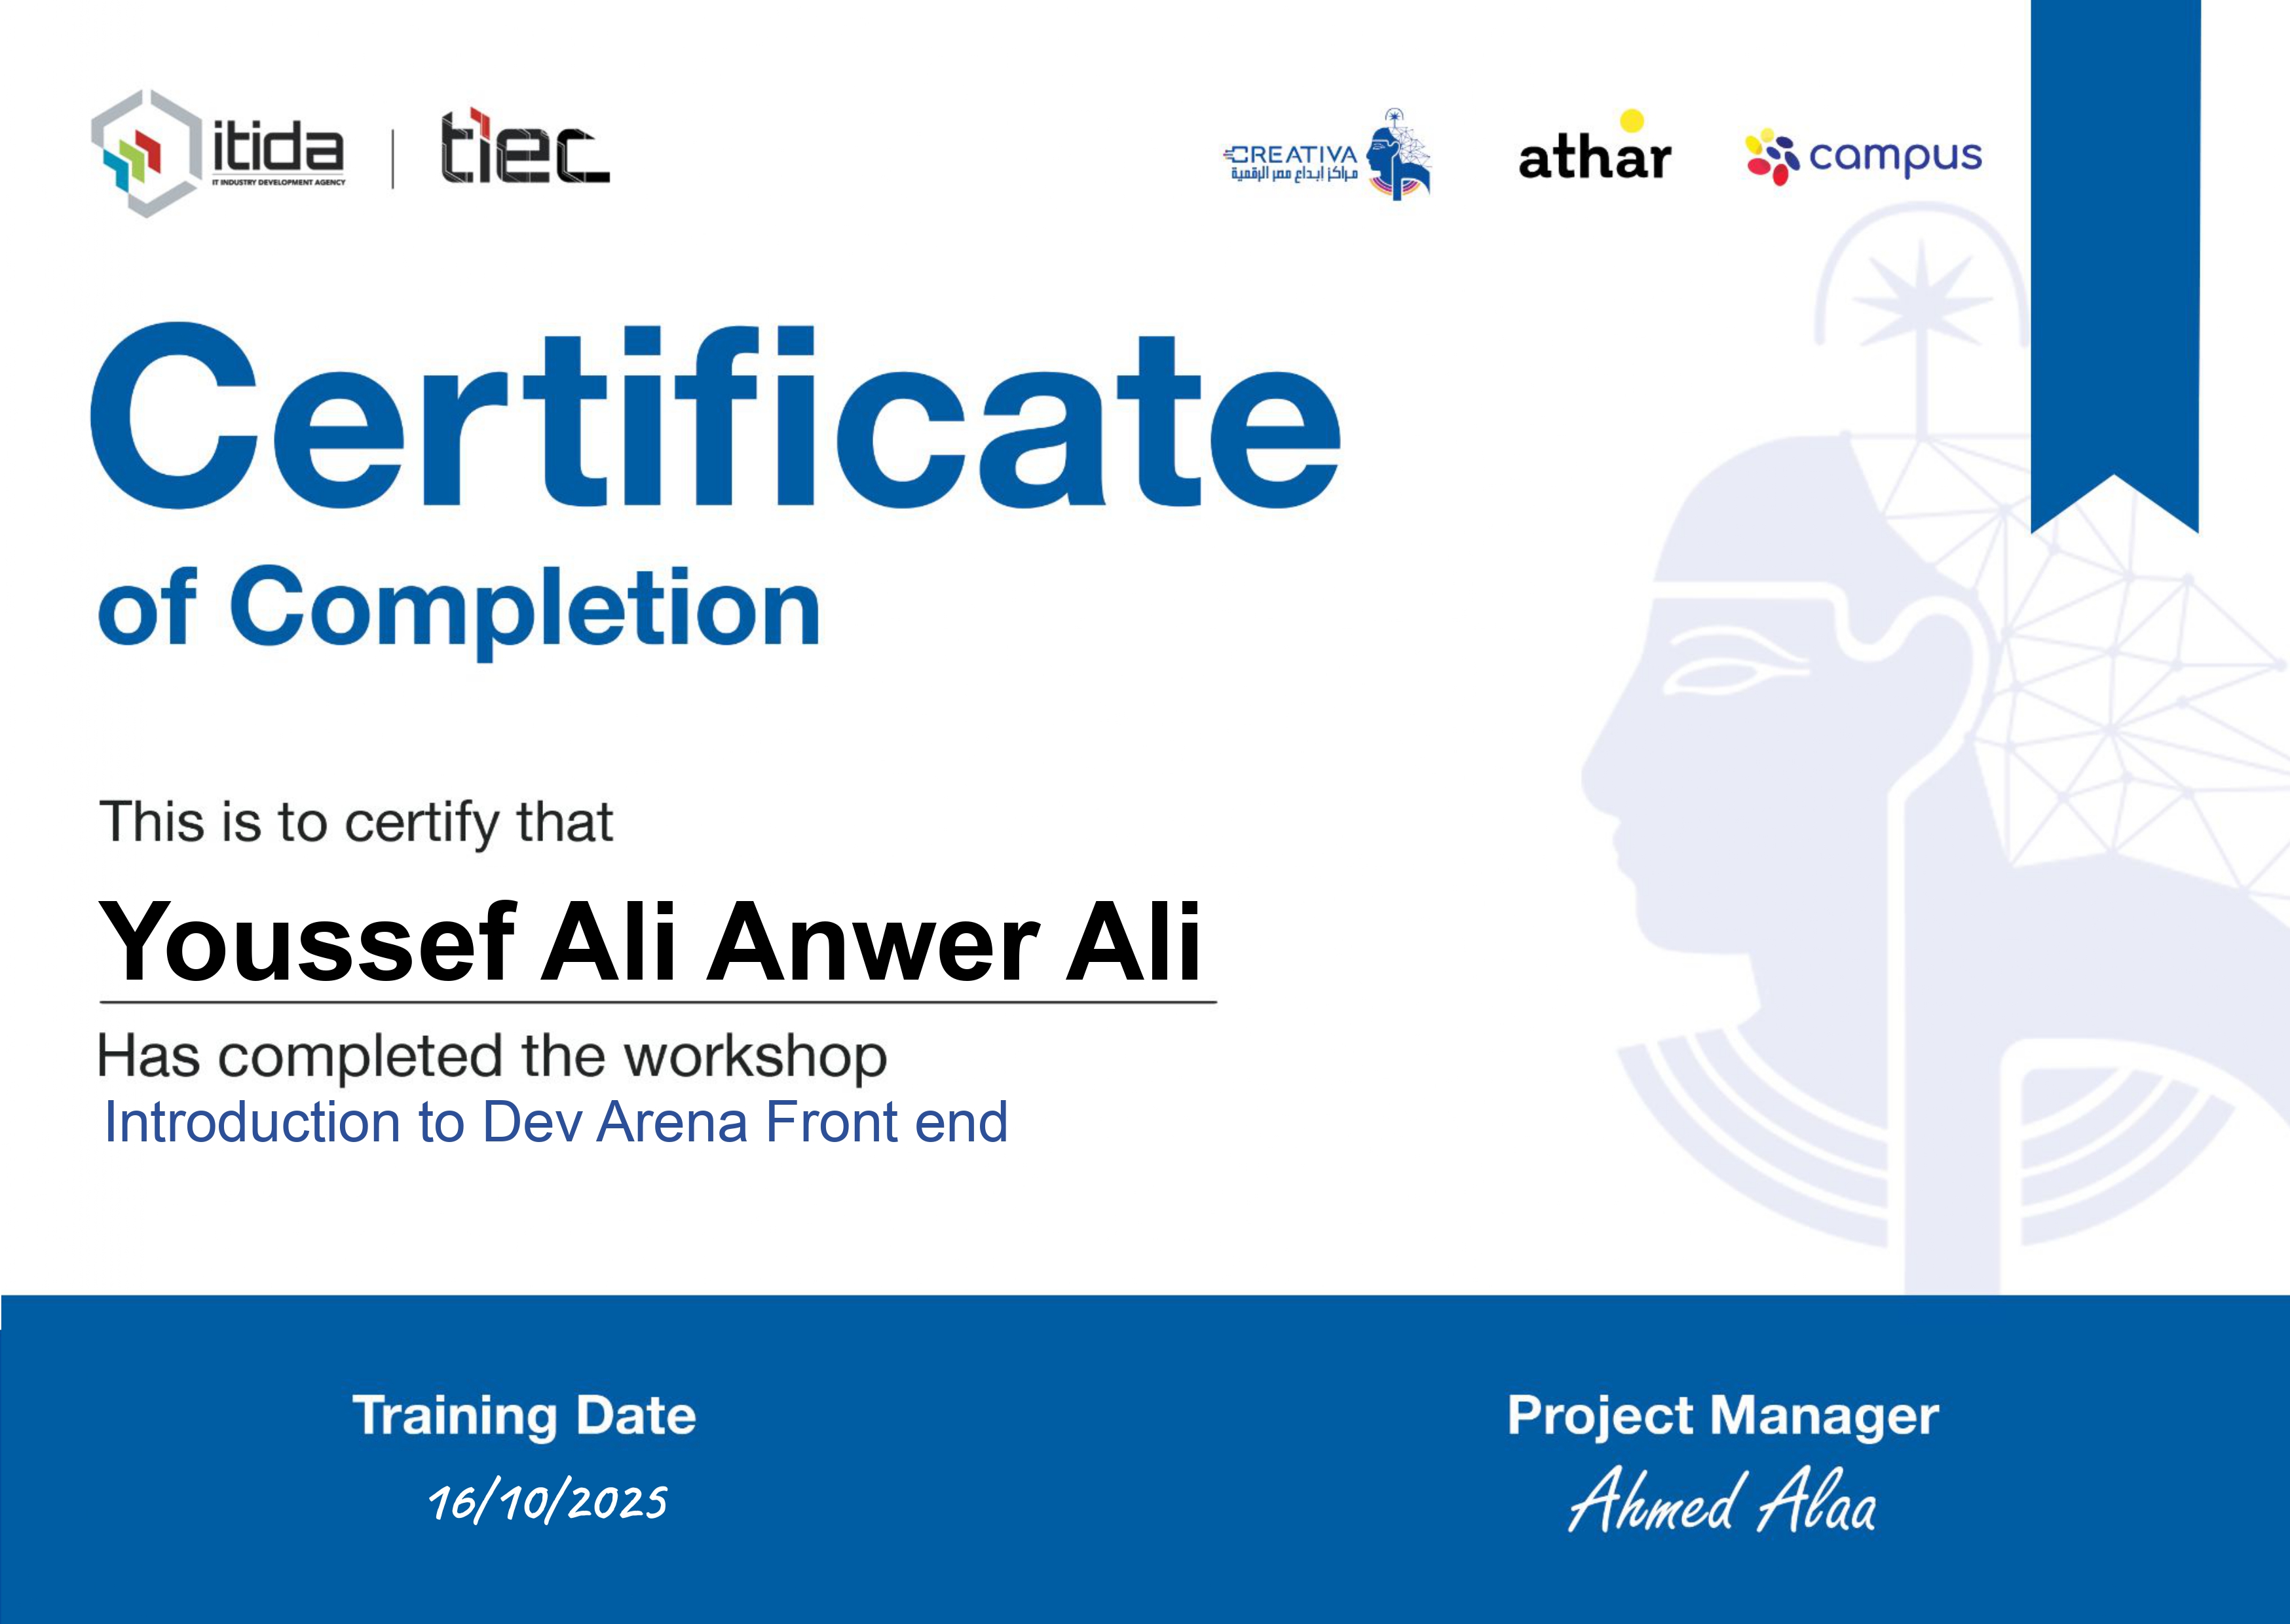 itida
IT INDUSTRY DEVELOPMENT AGENCY
tiec
CREATIVA
مراكز إبداع مصر الرقمية
athar
campus
Certificate
of Completion
This is to certify that
Youssef Ali Anwer Ali
Has completed the workshop
Introduction to Dev Arena Front end
Training Date
16/10/2025
Project Manager
Ahmed Alaa